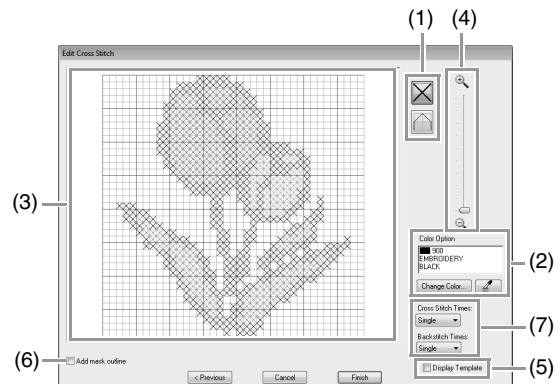 (1)
(4)
Edit Cross Stitch
(3)
Color Option
900
EMBROIDERY
BLACK
(2)
Change Color...
Cross Stitch Times:
Single
(7)
Backstitch Times:
Single
(6)
Add mask outline
Display Template
(5)
< Previous
Cancel
Finish